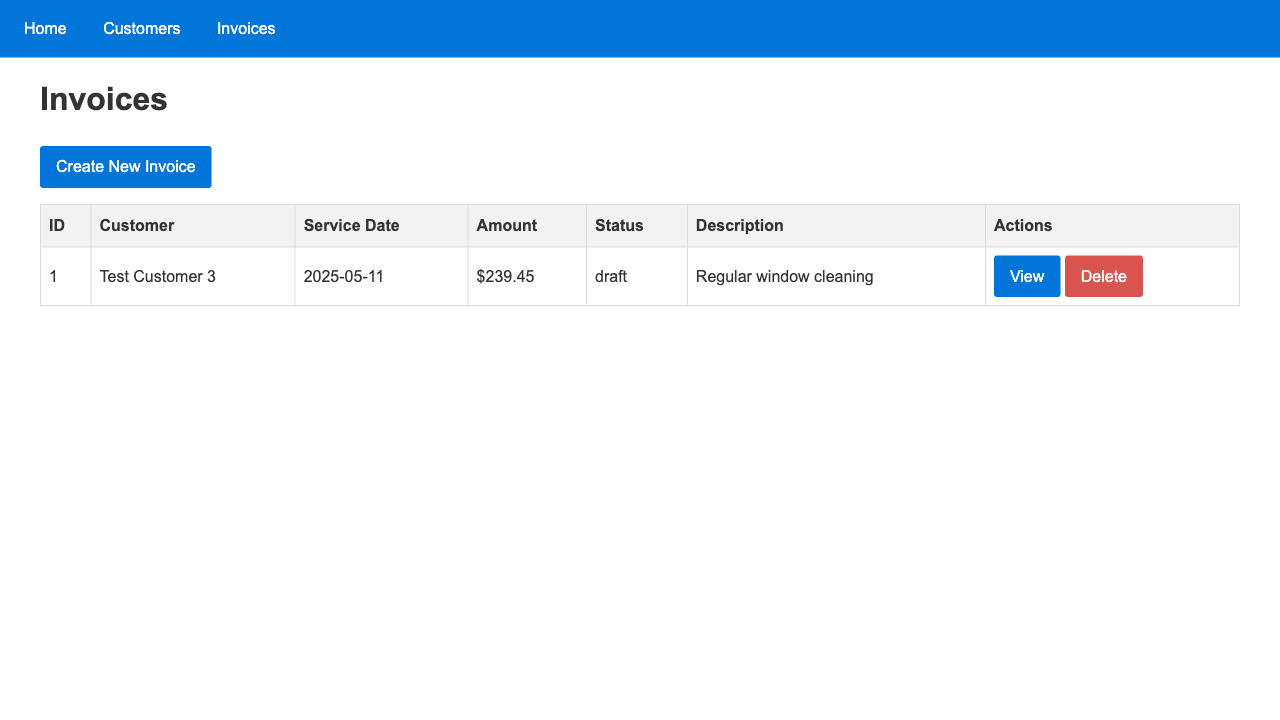 Home Customers Invoices
Invoices
Create New Invoice
ID Customer Service Date Amount Status Description Actions
1 Test Customer 3 2025-05-11 $239.45 draft Regular window cleaning View Delete